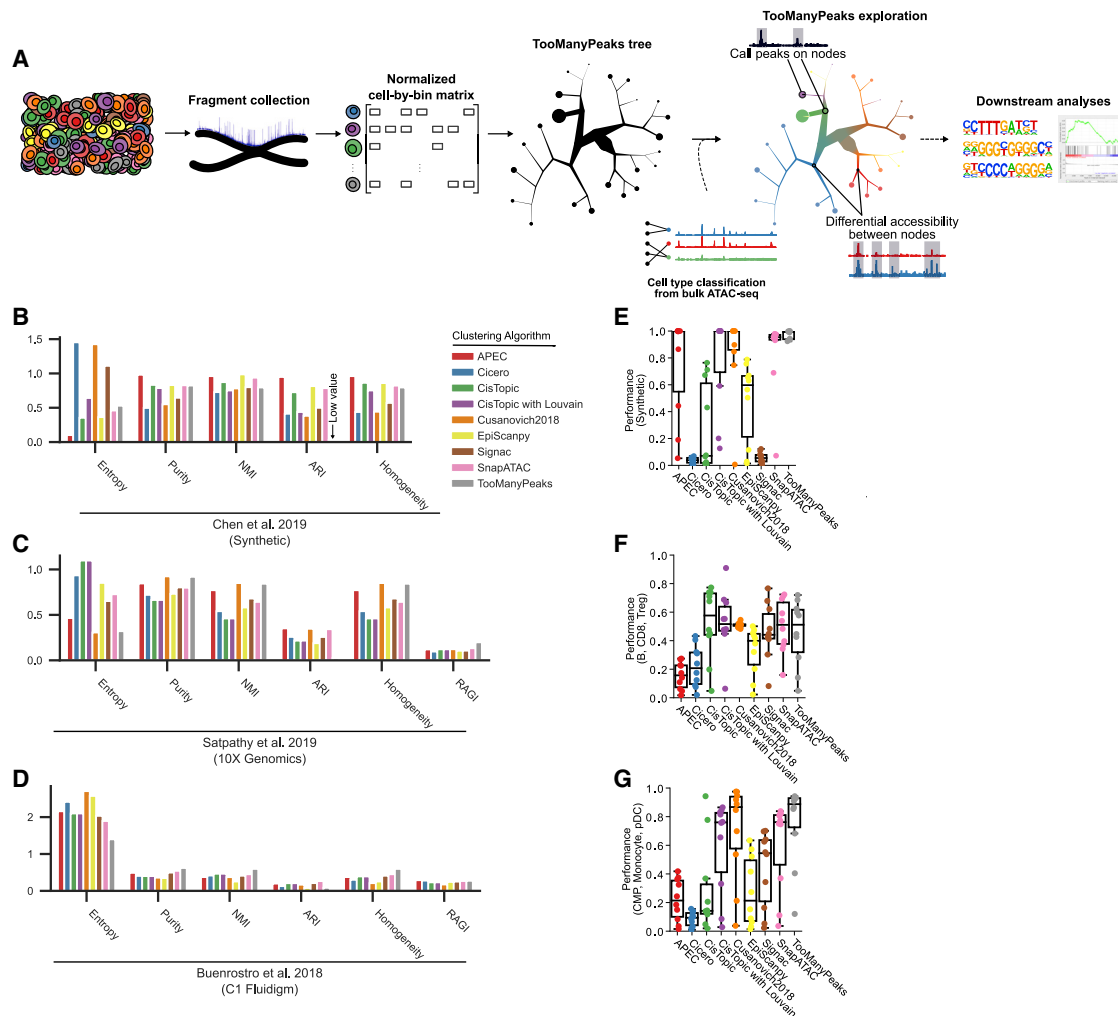 A
Fragment collection
Normalized
cell-by-bin matrix
TooManyPeaks tree
TooManyPeaks exploration
Call peaks on nodes
Downstream analyses
Differential accessibility
between nodes
Cell type classification
from bulk ATAC-seq
B
1.5
1.0
0.5
0.0
Entropy
Purity
NMI
ARI
Homogeneity
Low value
Chen et al. 2019
(Synthetic)
Clustering Algorithm
APEC
Cicero
CisTopic
CisTopic with Louvain
Cusanovich2018
EpiScanpy
Signac
SnapATAC
TooManyPeaks
C
1.0
0.5
0.0
Entropy
Purity
NMI
ARI
Homogeneity
RAGI
Satpathy et al. 2019
(10X Genomics)
D
2
1
0
Entropy
Purity
NMI
ARI
Homogeneity
RAGI
Buenrostro et al. 2018
(C1 Fluidigm)
E
Performance
(Synthetic)
1.0
0.8
0.6
0.4
0.2
0.0
APEC
Cicero
CisTopic
CisTopic with Louvain
Cusanovich2018
EpiScanpy
Signac
SnapATAC
TooManyPeaks
F
Performance
(B, CD8, Treg)
1.0
0.8
0.6
0.4
0.2
0.0
APEC
Cicero
CisTopic
CisTopic with Louvain
Cusanovich2018
EpiScanpy
Signac
SnapATAC
TooManyPeaks
G
Performance
(CMP, Monocyte, pDC)
1.0
0.8
0.6
0.4
0.2
0.0
APEC
Cicero
CisTopic
CisTopic with Louvain
Cusanovich2018
EpiScanpy
Signac
SnapATAC
TooManyPeaks